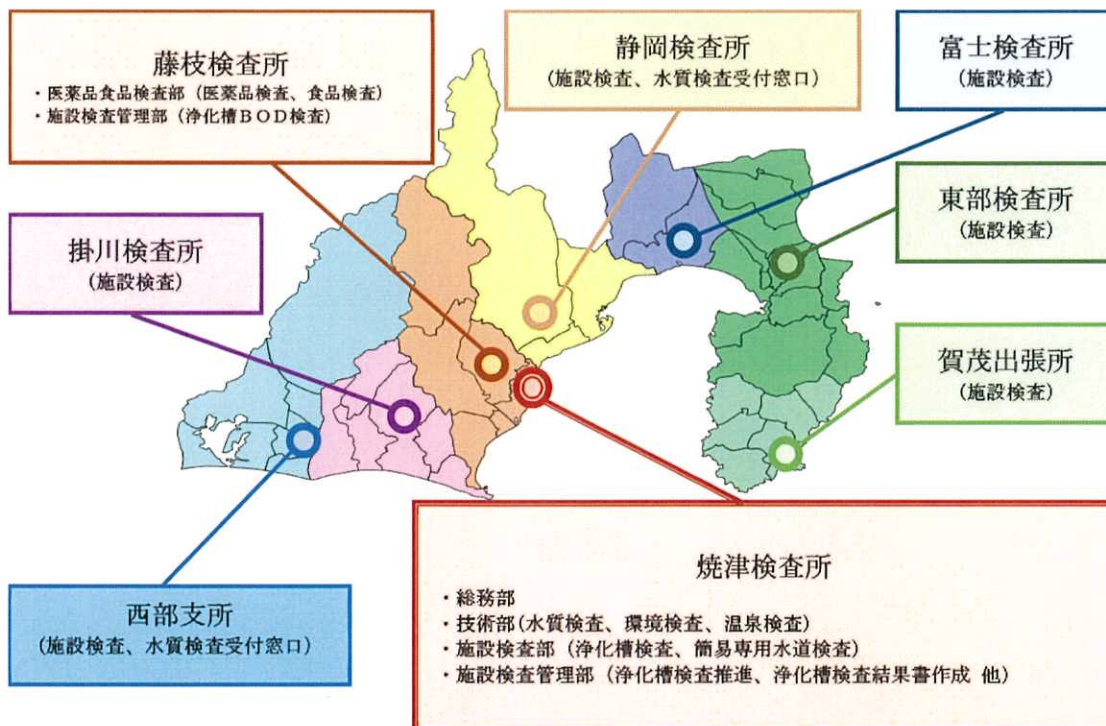 藤枝検査所
・医薬品食品検査部（医薬品検査、食品検査）
・施設検査管理部（浄化槽ＢＯＤ検査）
静岡検査所
（施設検査、水質検査受付窓口）
富士検査所
（施設検査）
東部検査所
（施設検査）
掛川検査所
（施設検査）
賀茂出張所
（施設検査）
西部支所
（施設検査、水質検査受付窓口）
焼津検査所
・総務部
・技術部(水質検査、環境検査、温泉検査）
・施設検査部（浄化槽検査、簡易専用水道検査）
・施設検査管理部（浄化槽検査推進、浄化槽検査結果書作成 他）